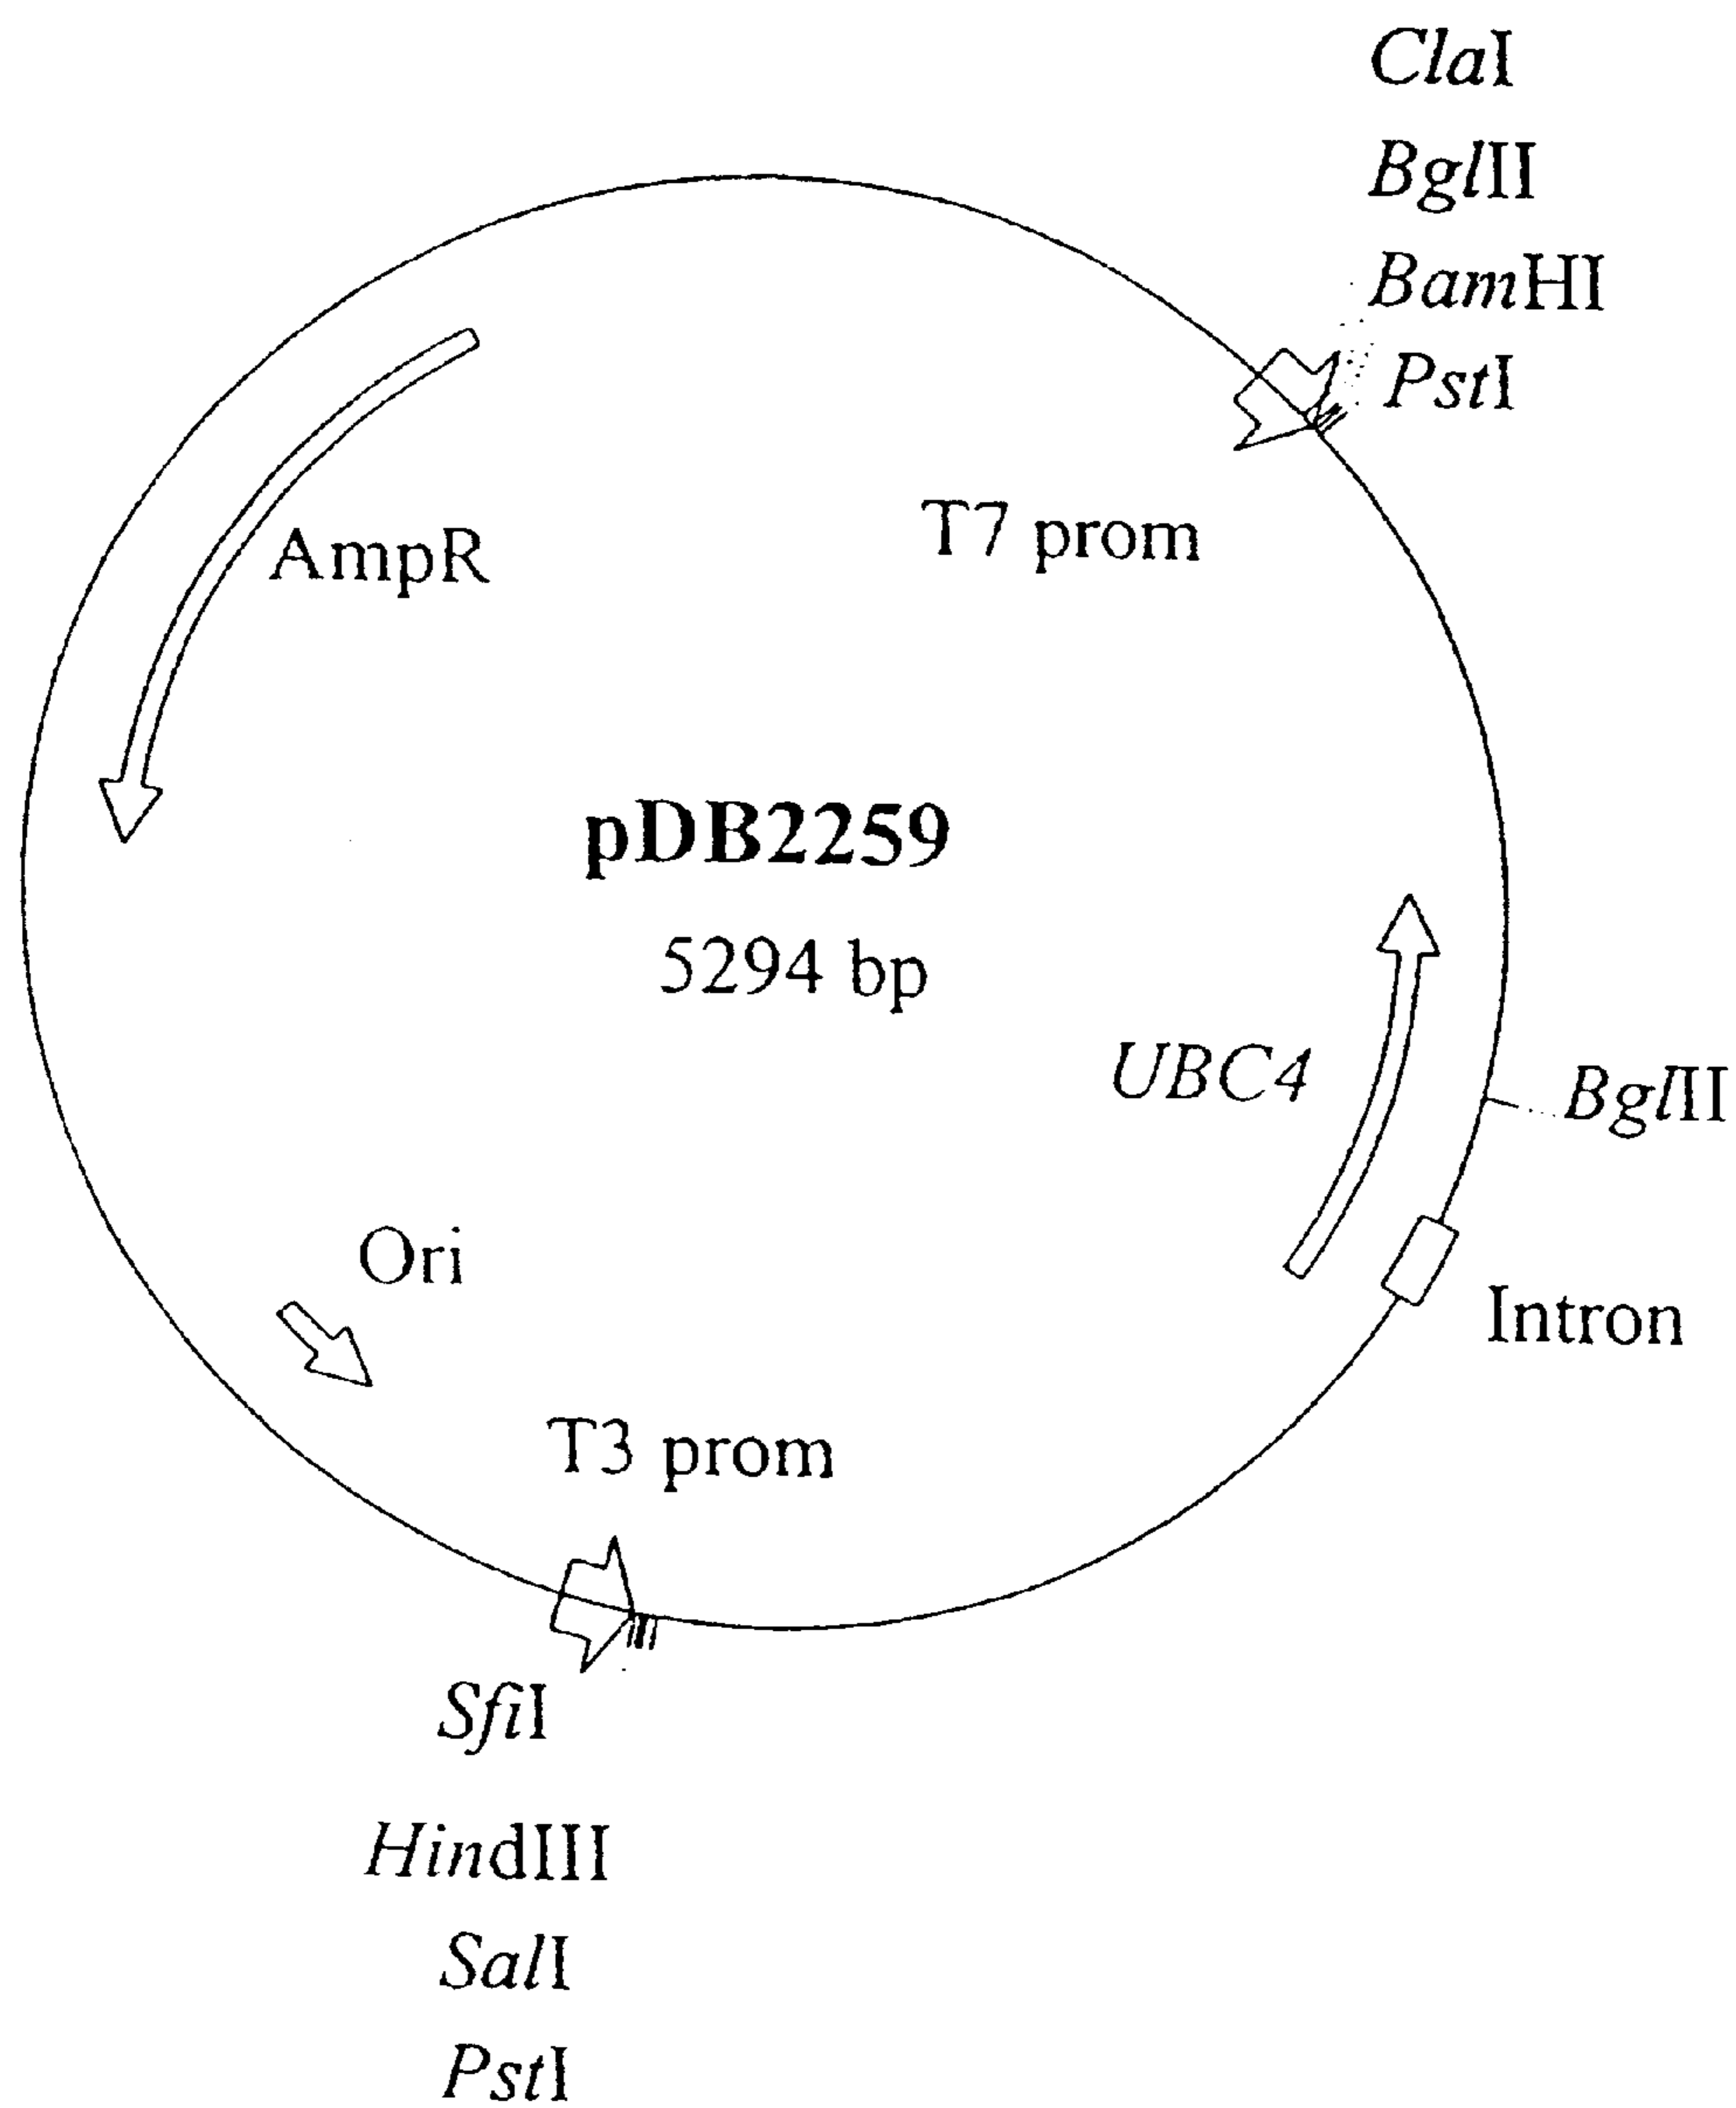 ClaI
BglII
BamHI
PstI
T7 prom
AmpR
pDB2259
5294 bp
UBC4
BglII
Ori
Intron
T3 prom
SfiI
HindIII
SalI
PstI